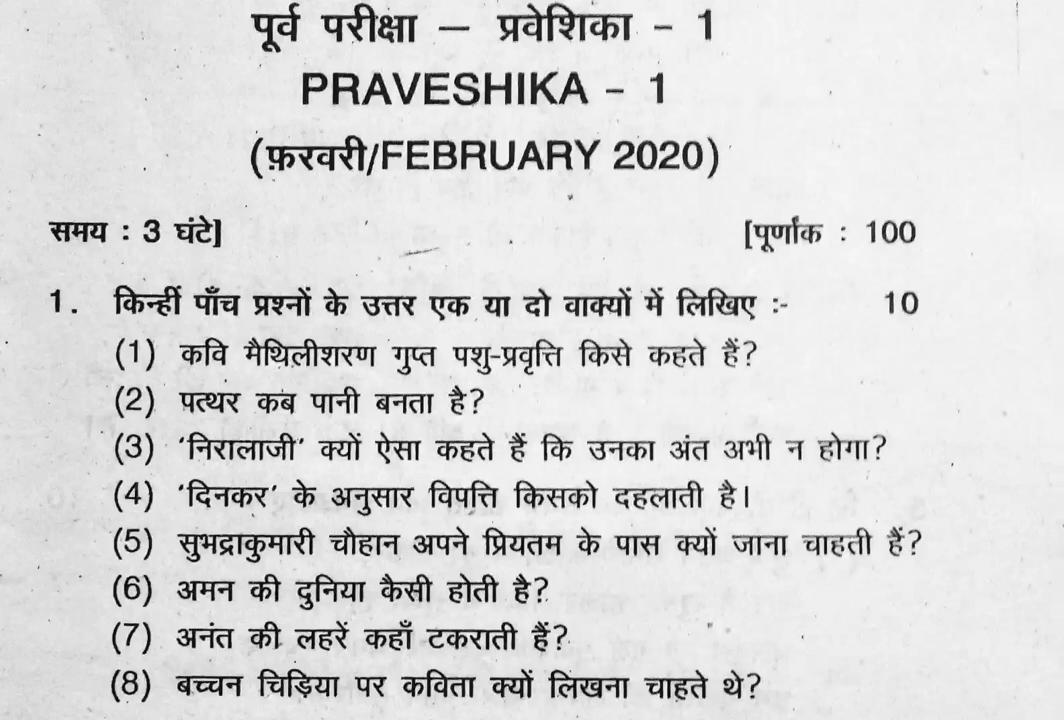 पूर्व परीक्षा – प्रवेशिका - 1
PRAVESHIKA - 1
(फ़रवरी/FEBRUARY 2020)
समय : 3 घंटे] [पूर्णांक : 100
1. किन्हीं पाँच प्रश्नों के उत्तर एक या दो वाक्यों में लिखिए :- 10
(1) कवि मैथिलीशरण गुप्त पशु-प्रवृत्ति किसे कहते हैं?
(2) पत्थर कब पानी बनता है?
(3) ‘निरालाजी’ क्यों ऐसा कहते हैं कि उनका अंत अभी न होगा?
(4) ‘दिनकर’ के अनुसार विपत्ति किसको दहलाती है।
(5) सुभद्राकुमारी चौहान अपने प्रियतम के पास क्यों जाना चाहती हैं?
(6) अमन की दुनिया कैसी होती है?
(7) अनंत की लहरें कहाँ टकराती हैं?
(8) बच्चन चिड़िया पर कविता क्यों लिखना चाहते थे?